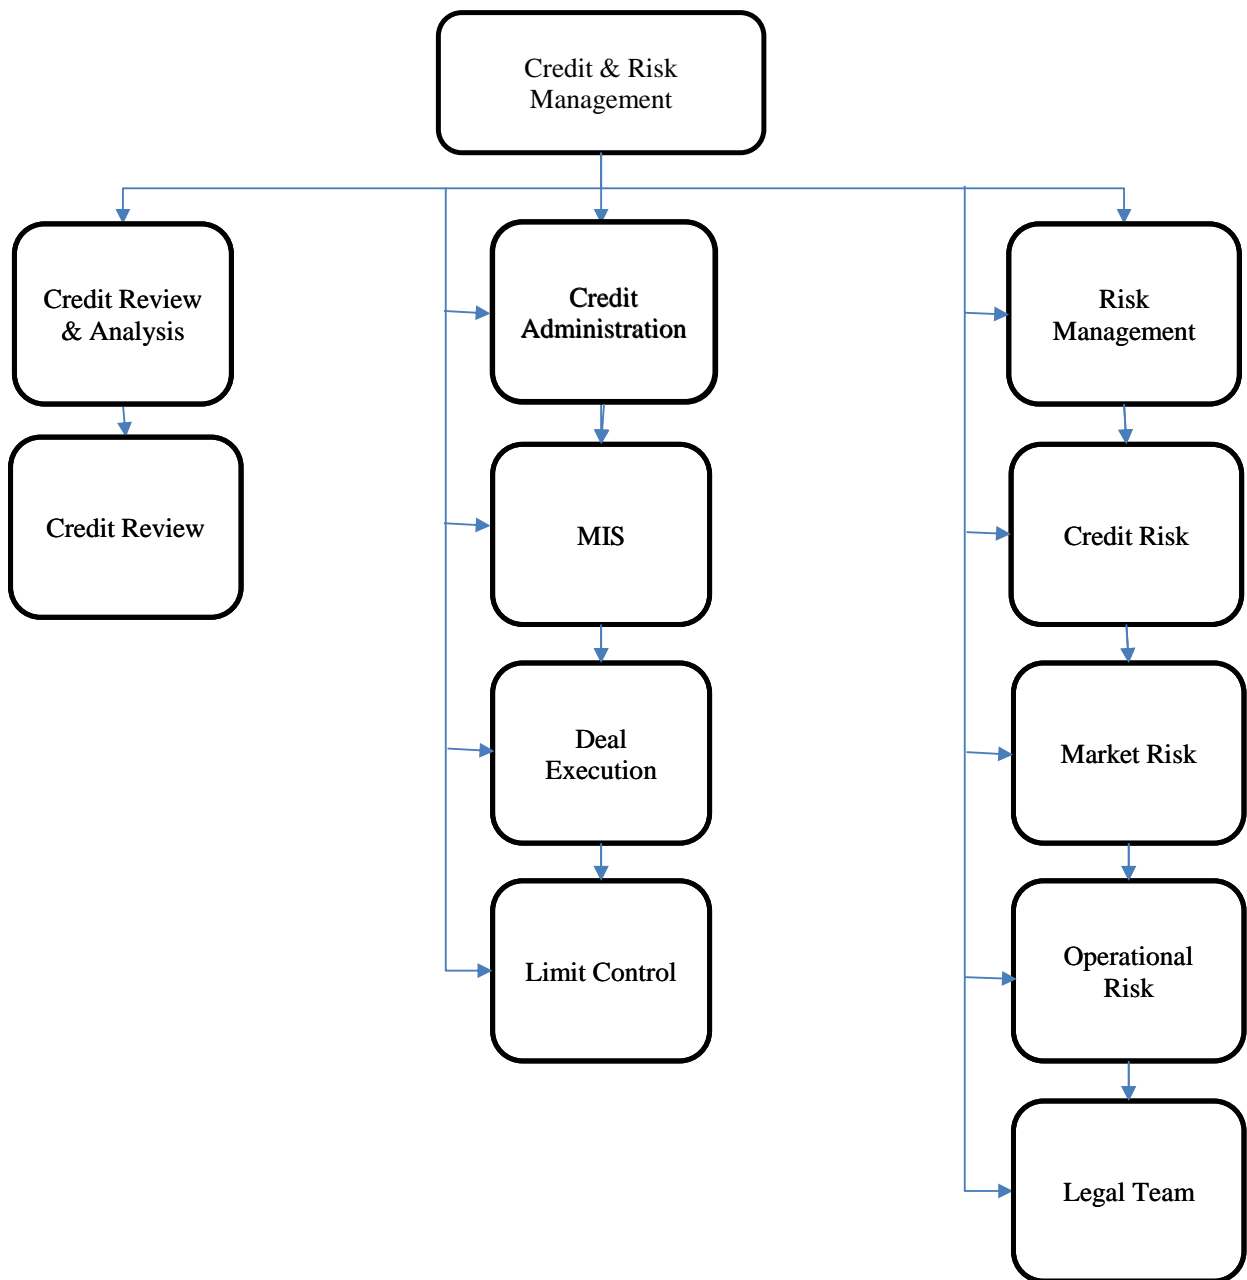 Credit & Risk
Management
Credit Review
& Analysis
Credit
Administration
Risk
Management
Credit Review
MIS
Credit Risk
Deal
Execution
Market Risk
Limit Control
Operational
Risk
Legal Team